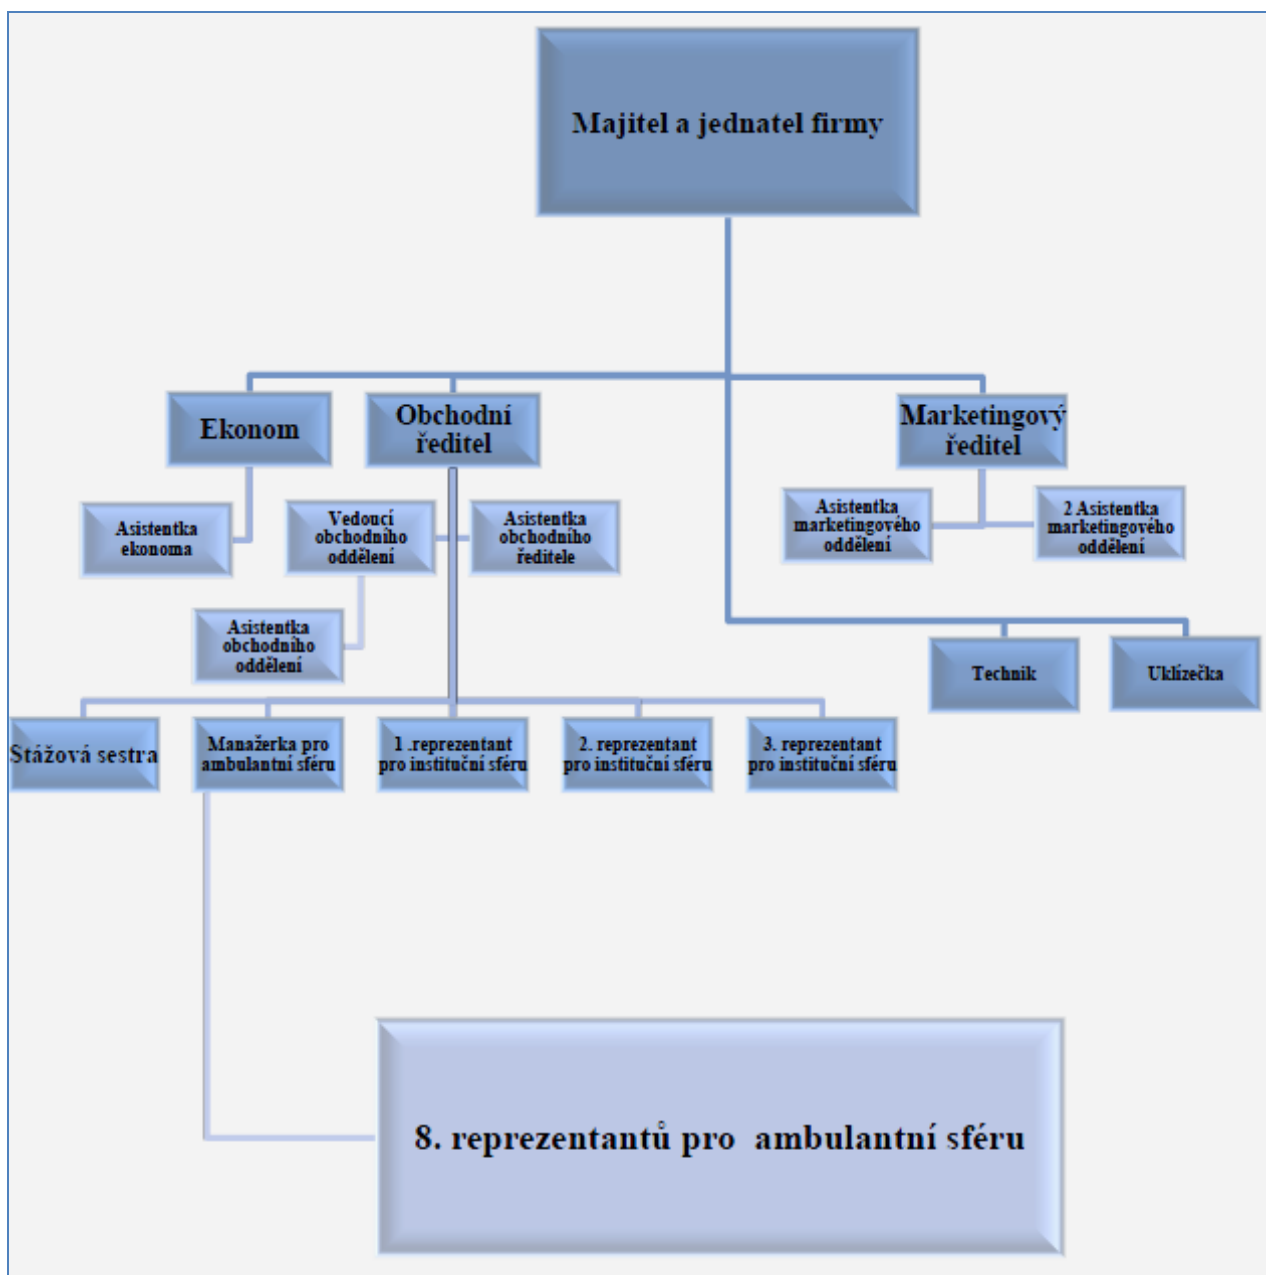 Majitel a jednatel firmy
Ekonom
Obchodní
ředitel
Marketingový
ředitel
Asistentka
ekonoma
Vedoucí
obchodního
oddělení
Asistentka
obchodního
ředitele
Asistentka
marketingového
oddělení
2 Asistentka
marketingového
oddělení
Asistentka
obchodního
oddělení
Technik
Uklízečka
Stážová sestra
Manažerka pro
ambulantní sféru
1 .reprezentant
pro instituční sféru
2. reprezentant
pro instituční sféru
3. reprezentant
pro instituční sféru
8. reprezentantů pro  ambulantní sféru